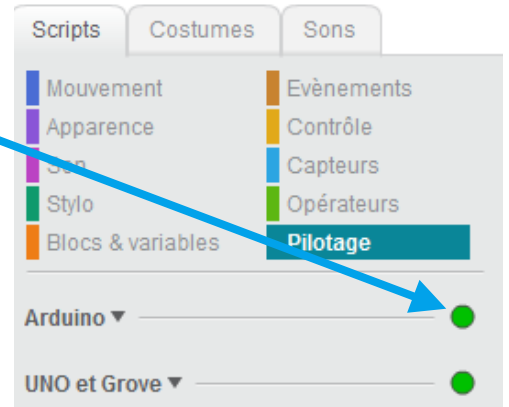 Scripts Costumes Sons
Mouvement Evènements
Apparence Contrôle
Son Capteurs
Stylo Opérateurs
Blocs & variables Pilotage
Arduino ▼
UNO et Grove ▼